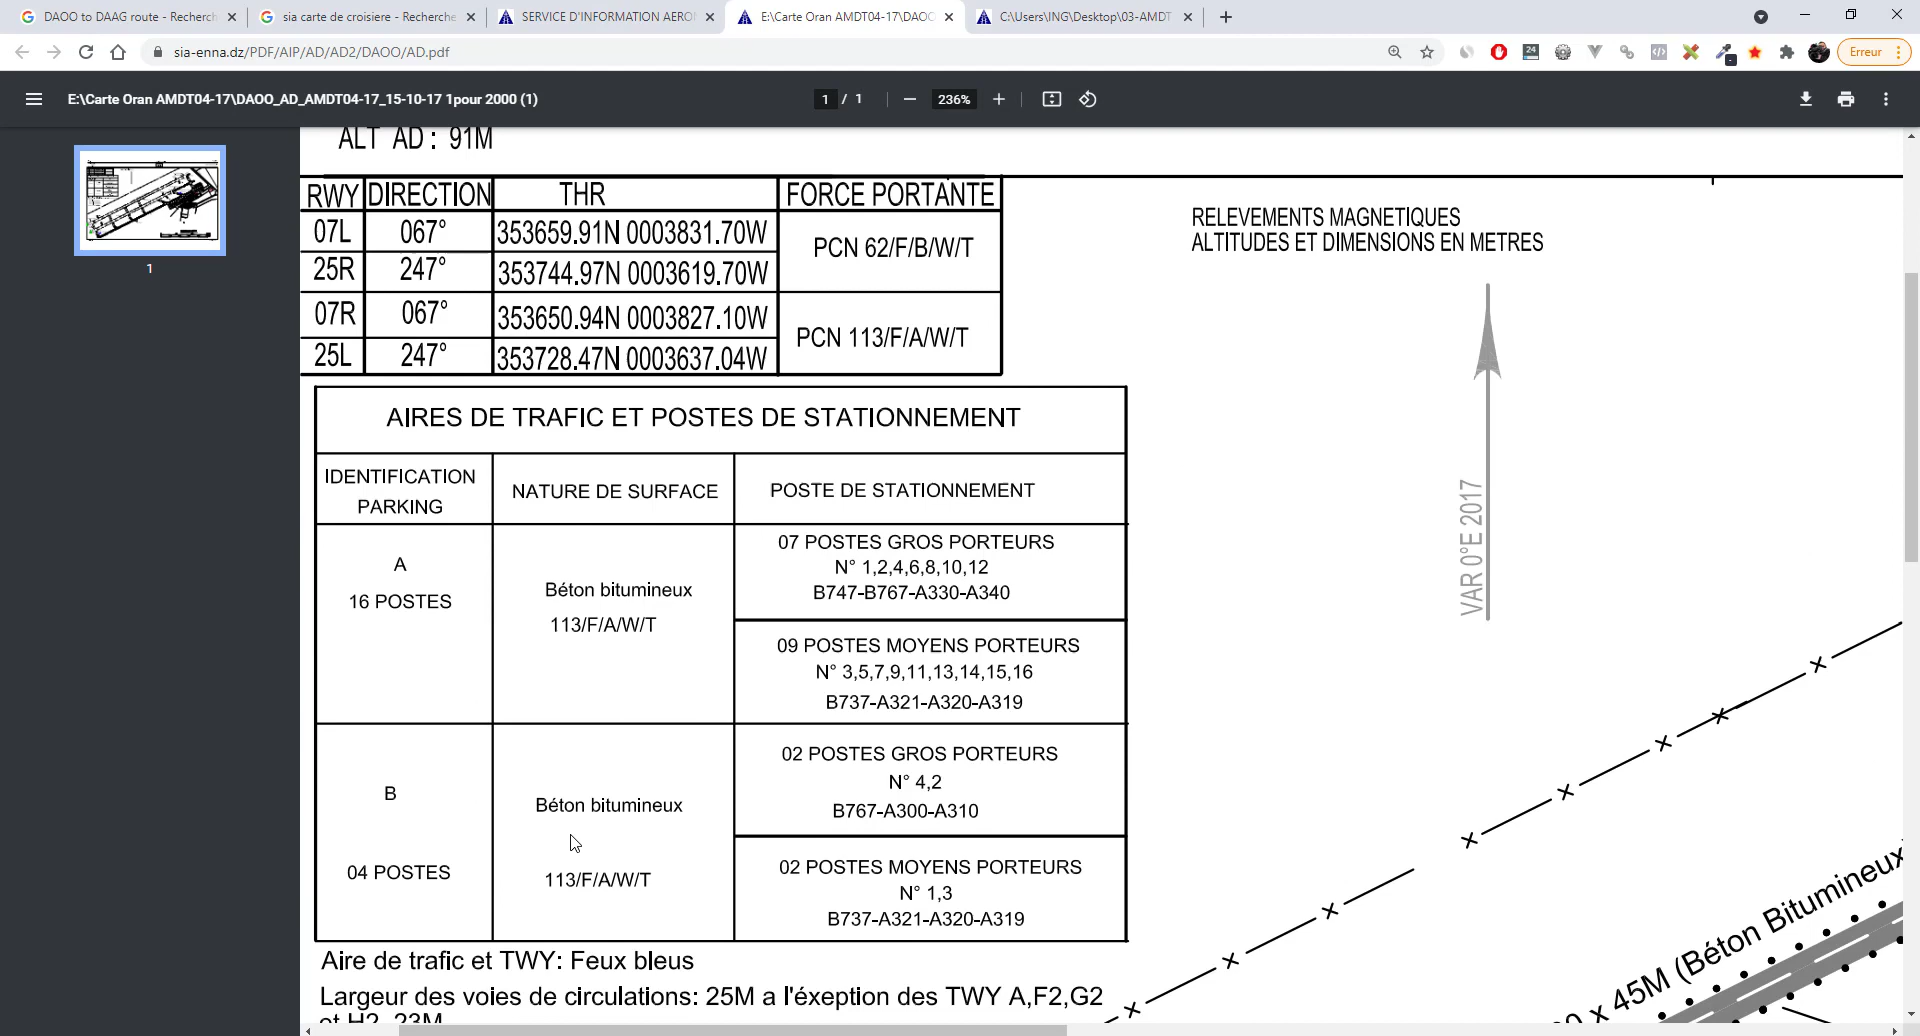 DAOO to DAAG route - Recherch
sia carte de croisiere - Recherche
SERVICE D'INFORMATION AERON
E:\Carte Oran AMDT04-17\DAOO
C:\Users\ING\Desktop\03-AMDT
sia-enna.dz/PDF/AIP/AD/AD2/DAOO/AD.pdf
24
Erreur
E:\Carte Oran AMDT04-17\DAOO_AD_AMDT04-17_15-10-17 1pour 2000 (1)
1 / 1
236%
1
ALT AD : 91M
RWY DIRECTION THR FORCE PORTANTE
07L 067° 353659.91N 0003831.70W PCN 62/F/B/W/T
25R 247° 353744.97N 0003619.70W
07R 067° 353650.94N 0003827.10W PCN 113/F/A/W/T
25L 247° 353728.47N 0003637.04W
RELEVEMENTS MAGNETIQUES
ALTITUDES ET DIMENSIONS EN METRES
VAR 0°E 2017
AIRES DE TRAFIC ET POSTES DE STATIONNEMENT
IDENTIFICATION
PARKING
NATURE DE SURFACE
POSTE DE STATIONNEMENT
A
16 POSTES
Béton bitumineux
113/F/A/W/T
07 POSTES GROS PORTEURS
N° 1,2,4,6,8,10,12
B747-B767-A330-A340
09 POSTES MOYENS PORTEURS
N° 3,5,7,9,11,13,14,15,16
B737-A321-A320-A319
B
04 POSTES
Béton bitumineux
113/F/A/W/T
02 POSTES GROS PORTEURS
N° 4,2
B767-A300-A310
02 POSTES MOYENS PORTEURS
N° 1,3
B737-A321-A320-A319
Aire de trafic et TWY: Feux bleus
Largeur des voies de circulations: 25M a l'éxeption des TWY A,F2,G2
et H2 23M
0 x 45M (Béton Bitumineux